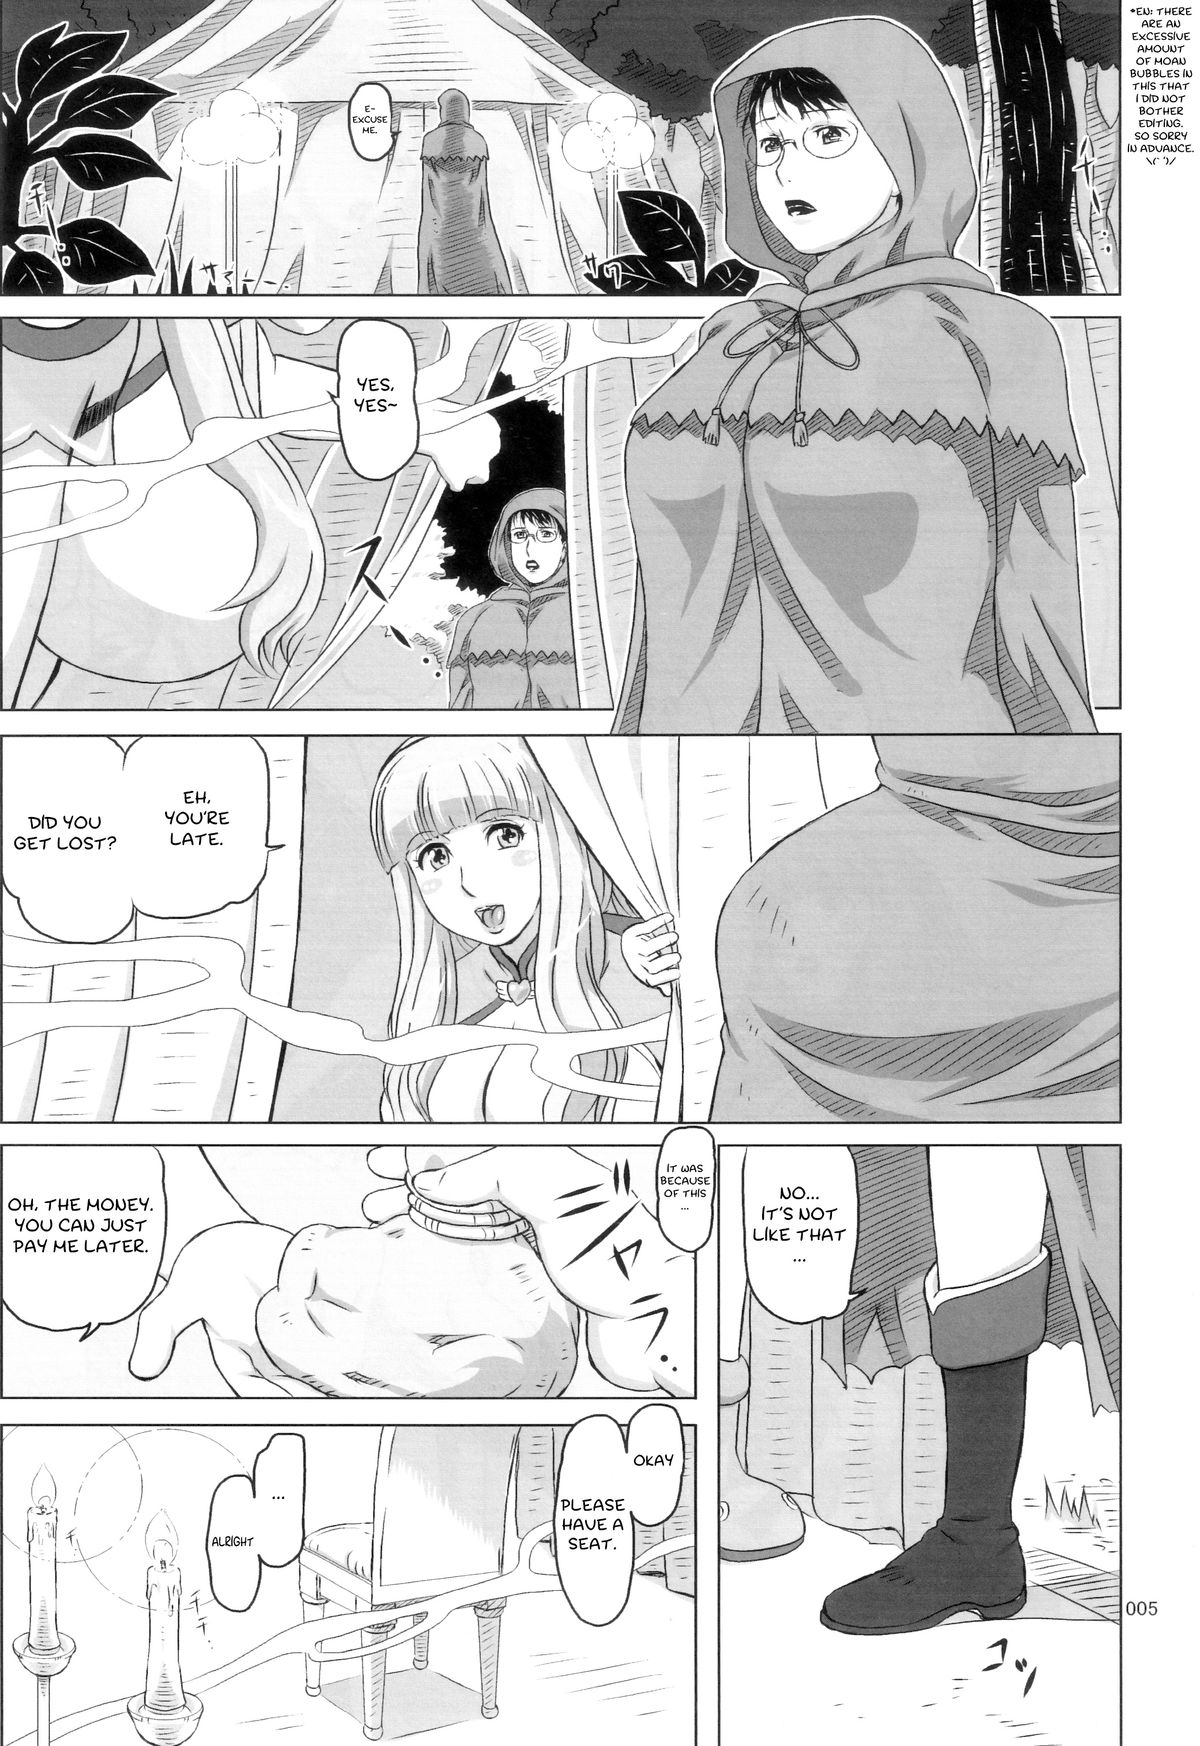 *EN: THERE
ARE AN
EXCESSIVE
AMOUNT
OF MOAN
BUBBLES IN
THIS THAT
I DID NOT
BOTHER
EDITING.
SO SORRY
IN ADVANCE.
E-
EXCUSE
ME.
YES,
YES~
ス
EH,
YOU'RE
LATE.
DID YOU
GET LOST?
NO...
IT'S NOT
LIKE THAT
...
コッ
IT WAS
BECAUSE
OF THIS
...
OH, THE MONEY.
YOU CAN JUST
PAY ME LATER.
OKAY
PLEASE
HAVE A
SEAT.
...
ALRIGHT
005